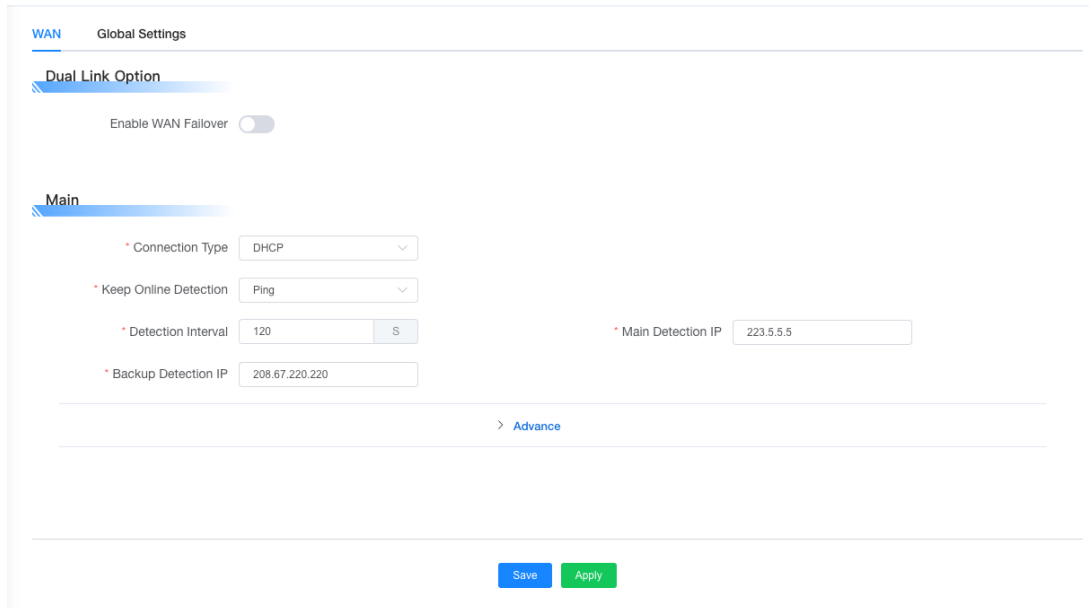 WAN Global Settings
Dual Link Option
Enable WAN Failover
Main
* Connection Type DHCP
* Keep Online Detection Ping
* Detection Interval 120 S * Main Detection IP 223.5.5.5
* Backup Detection IP 208.67.220.220
> Advance
Save Apply